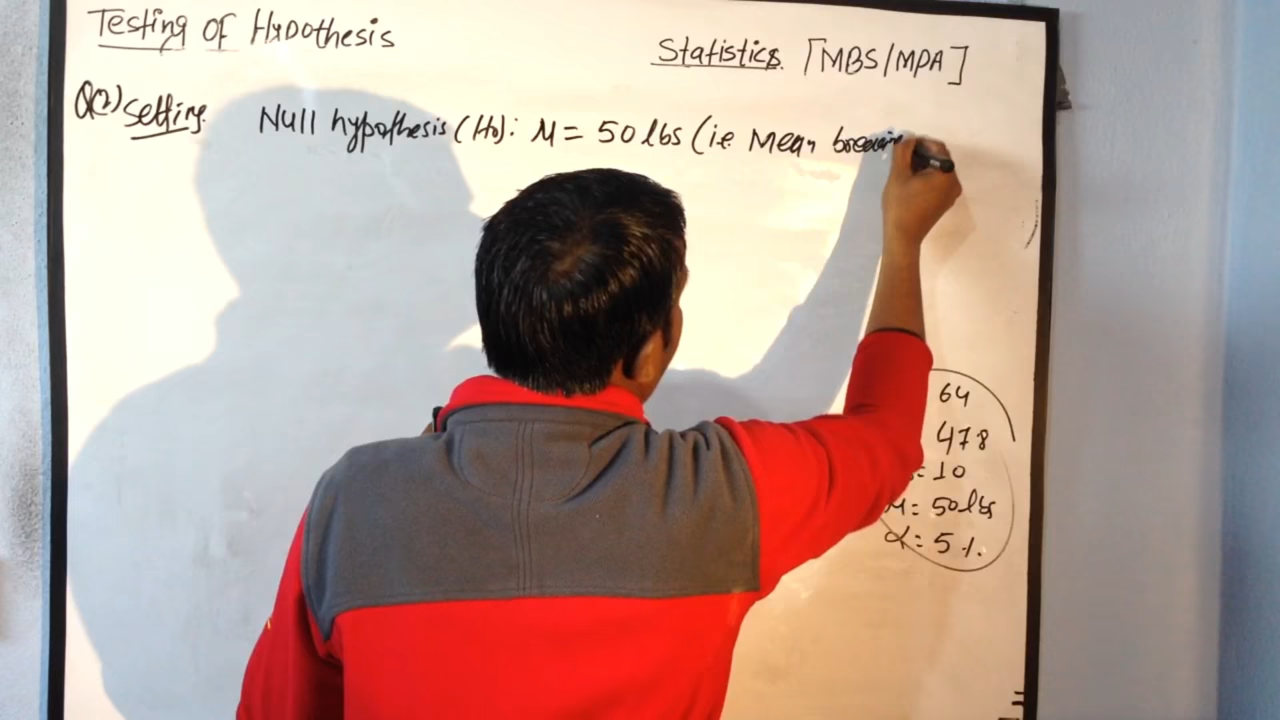 Testing of Hypothesis
Statistics [MBS/MPA]
Q(2) Setting. Null hypothesis (H0): μ = 50 lbs (ie Mean
64
478
= 10
μ = 50 lbs
α = 5 %.